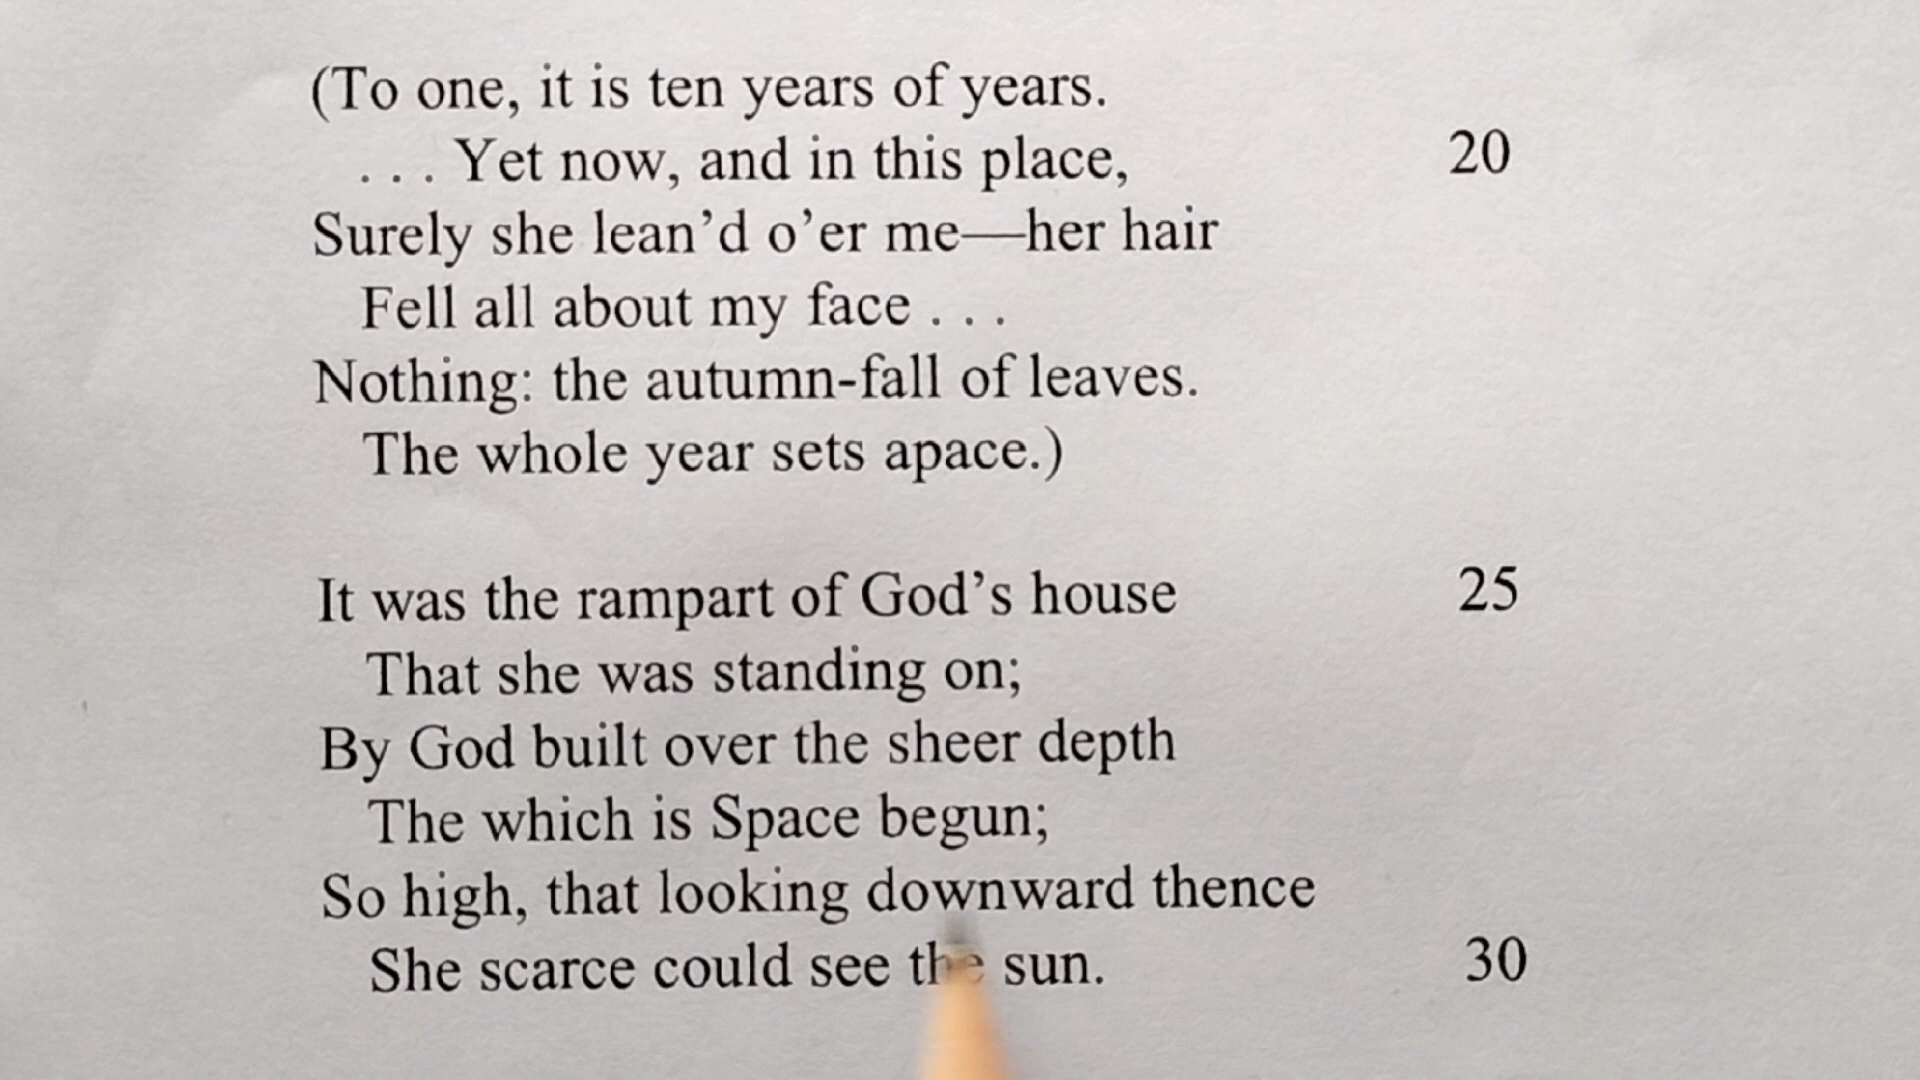 (To one, it is ten years of years.
. . . Yet now, and in this place, 20
Surely she lean’d o’er me—her hair
Fell all about my face . . .
Nothing: the autumn-fall of leaves.
The whole year sets apace.)
It was the rampart of God’s house 25
That she was standing on;
By God built over the sheer depth
The which is Space begun;
So high, that looking downward thence
She scarce could see the sun. 30